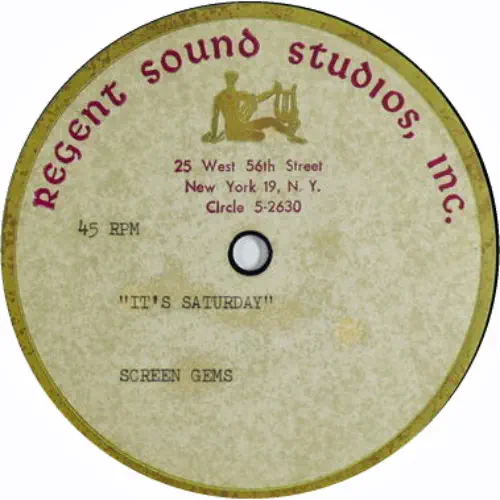 REGENT SOUND STUDIOS, INC.
25 West 56th Street
New York 19, N. Y.
CIrcle 5-2630
45 RPM
"IT'S SATURDAY"
SCREEN GEMS